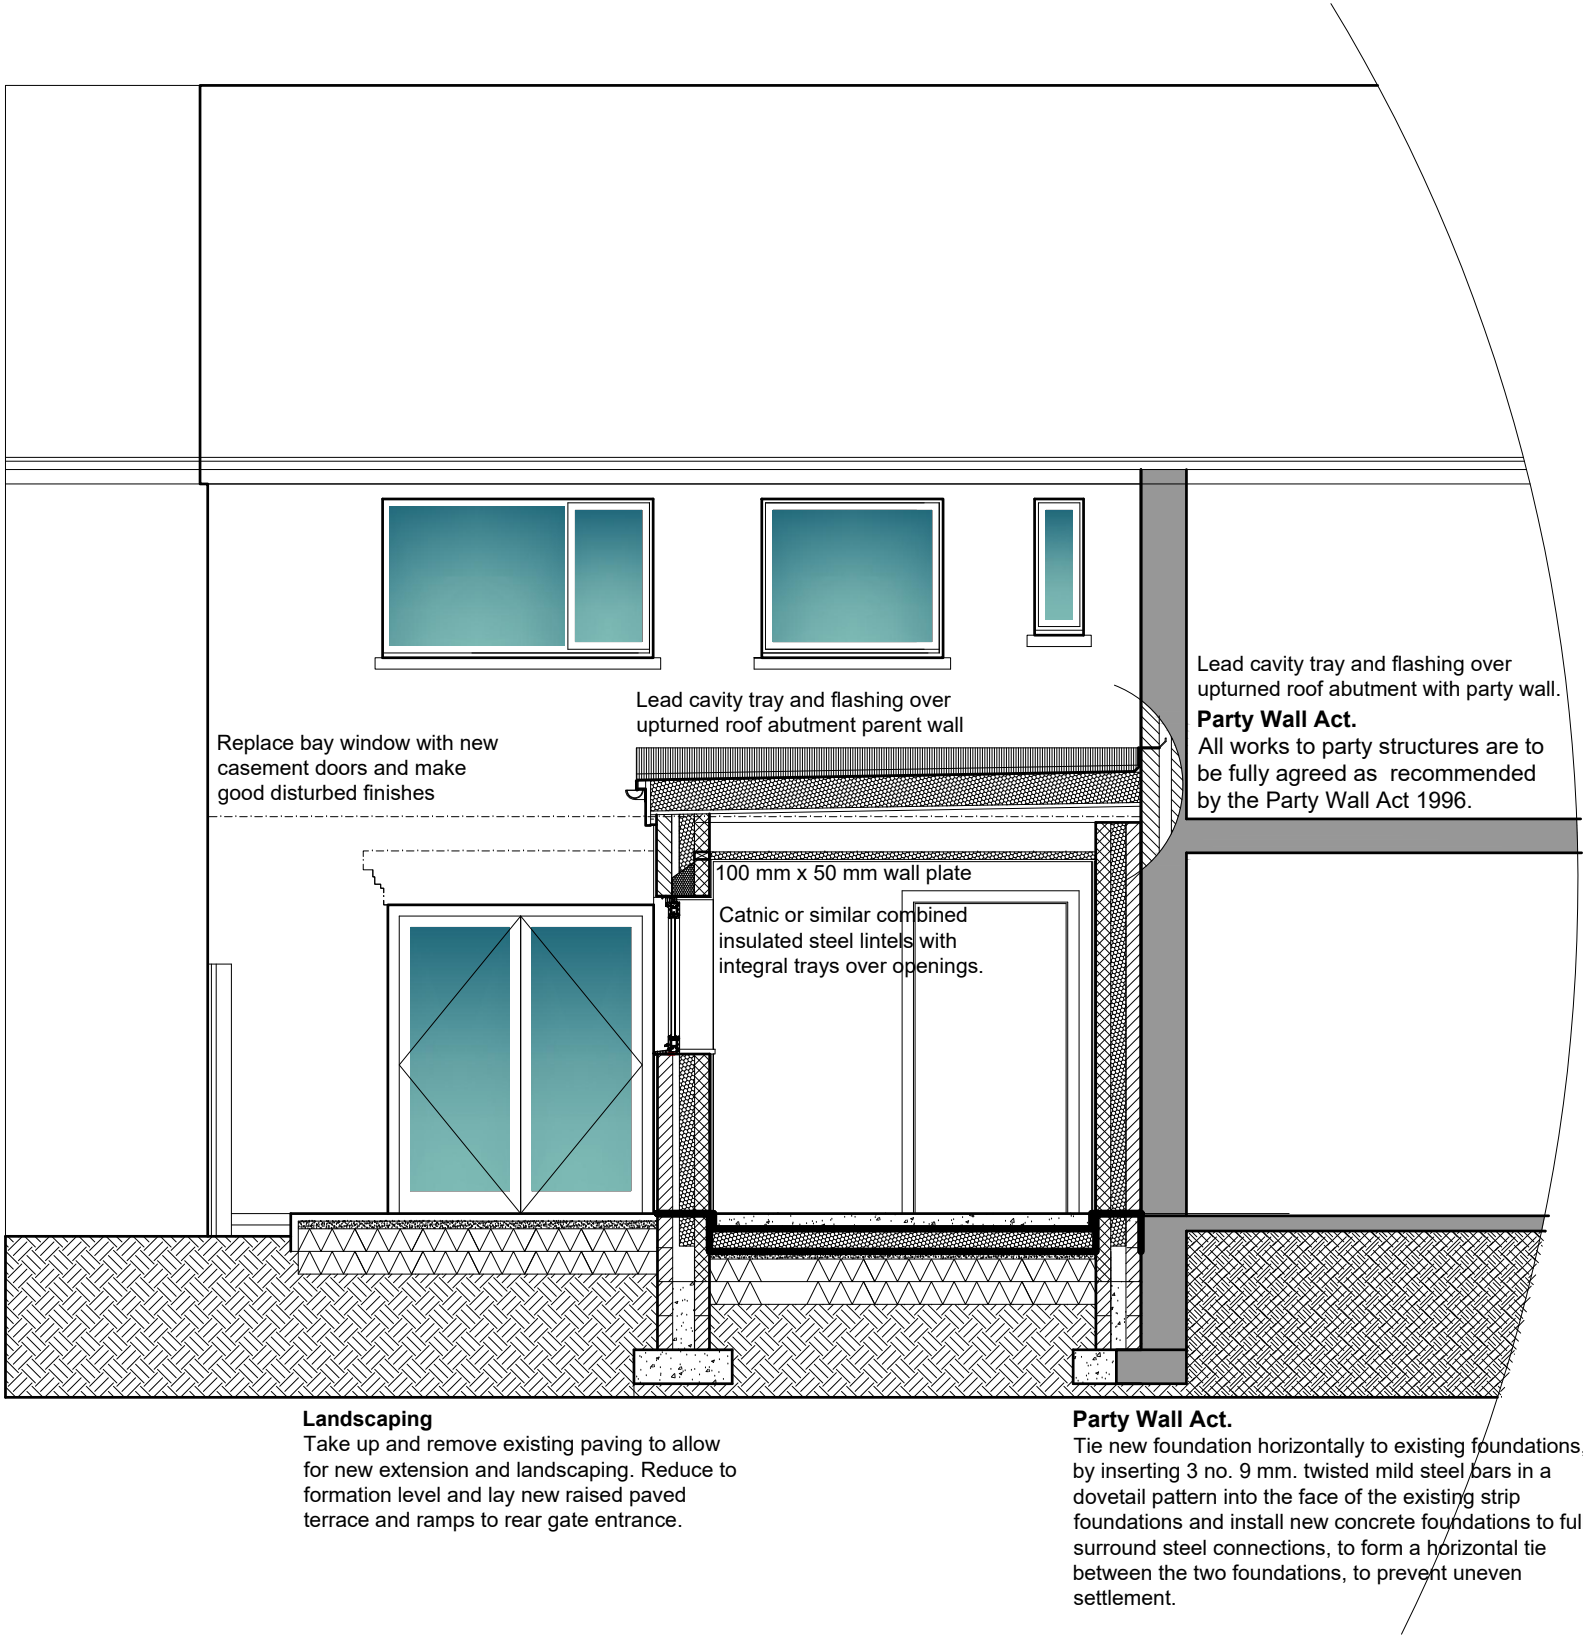 Lead cavity tray and flashing over
upturned roof abutment with party wall.
Party Wall Act.
All works to party structures are to
be fully agreed as recommended
by the Party Wall Act 1996.
Lead cavity tray and flashing over
upturned roof abutment parent wall
Replace bay window with new
casement doors and make
good disturbed finishes
100 mm x 50 mm wall plate
Catnic or similar combined
insulated steel lintels with
integral trays over openings.
Landscaping
Take up and remove existing paving to allow
for new extension and landscaping. Reduce to
formation level and lay new raised paved
terrace and ramps to rear gate entrance.
Party Wall Act.
Tie new foundation horizontally to existing foundations,
by inserting 3 no. 9 mm. twisted mild steel bars in a
dovetail pattern into the face of the existing strip
foundations and install new concrete foundations to ful
surround steel connections, to form a horizontal tie
between the two foundations, to prevent uneven
settlement.